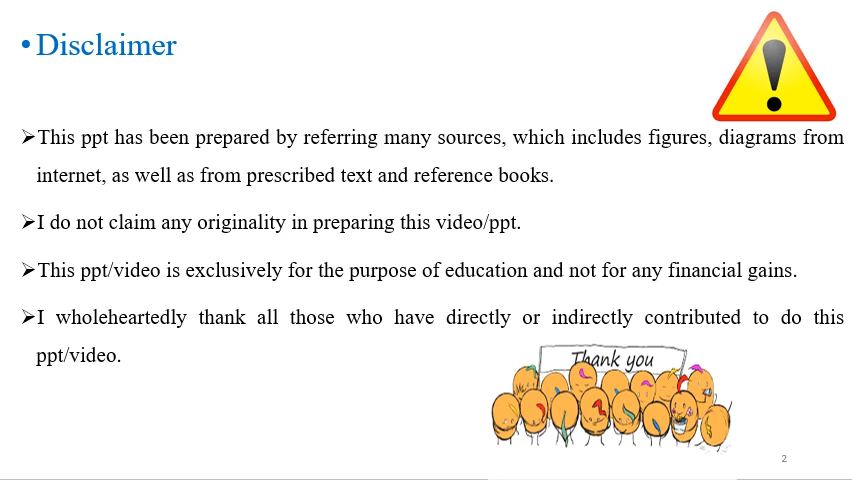 • Disclaimer
➢This ppt has been prepared by referring many sources, which includes figures, diagrams from
internet, as well as from prescribed text and reference books.
➢I do not claim any originality in preparing this video/ppt.
➢This ppt/video is exclusively for the purpose of education and not for any financial gains.
➢I wholeheartedly thank all those who have directly or indirectly contributed to do this
ppt/video.
Thank you
2